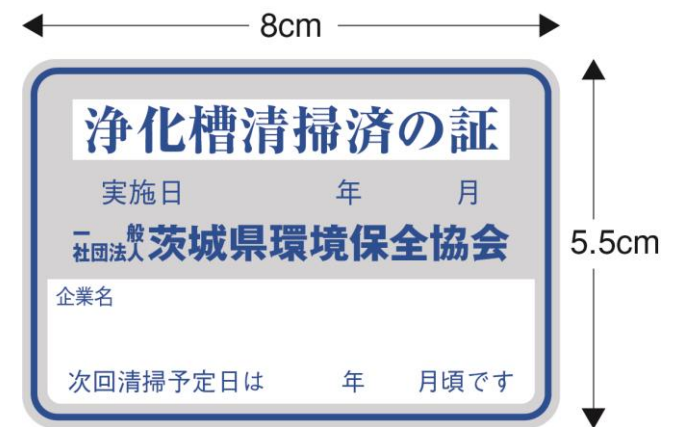 8cm
浄化槽清掃済の証
実施日 年 月
一般社団法人茨城県環境保全協会
5.5cm
企業名
次回清掃予定日は 年 月頃です